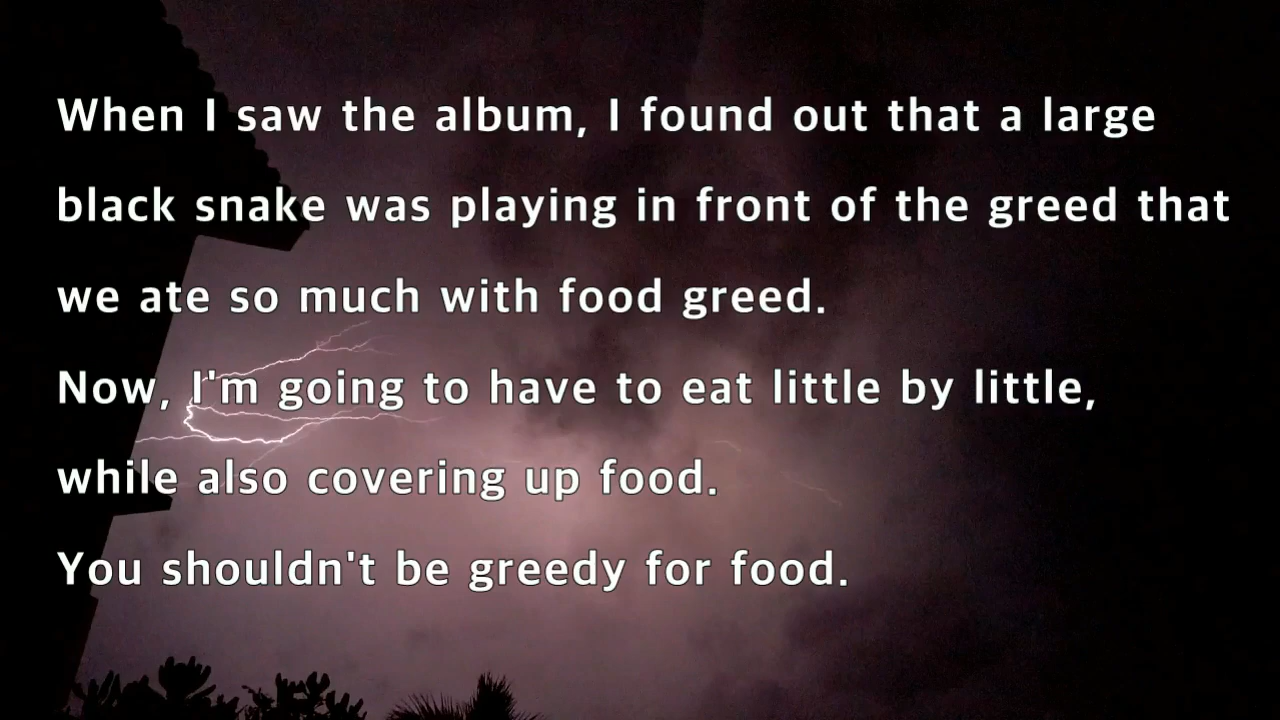 When I saw the album, I found out that a large
black snake was playing in front of the greed that
we ate so much with food greed.
Now, I'm going to have to eat little by little,
while also covering up food.
You shouldn't be greedy for food.